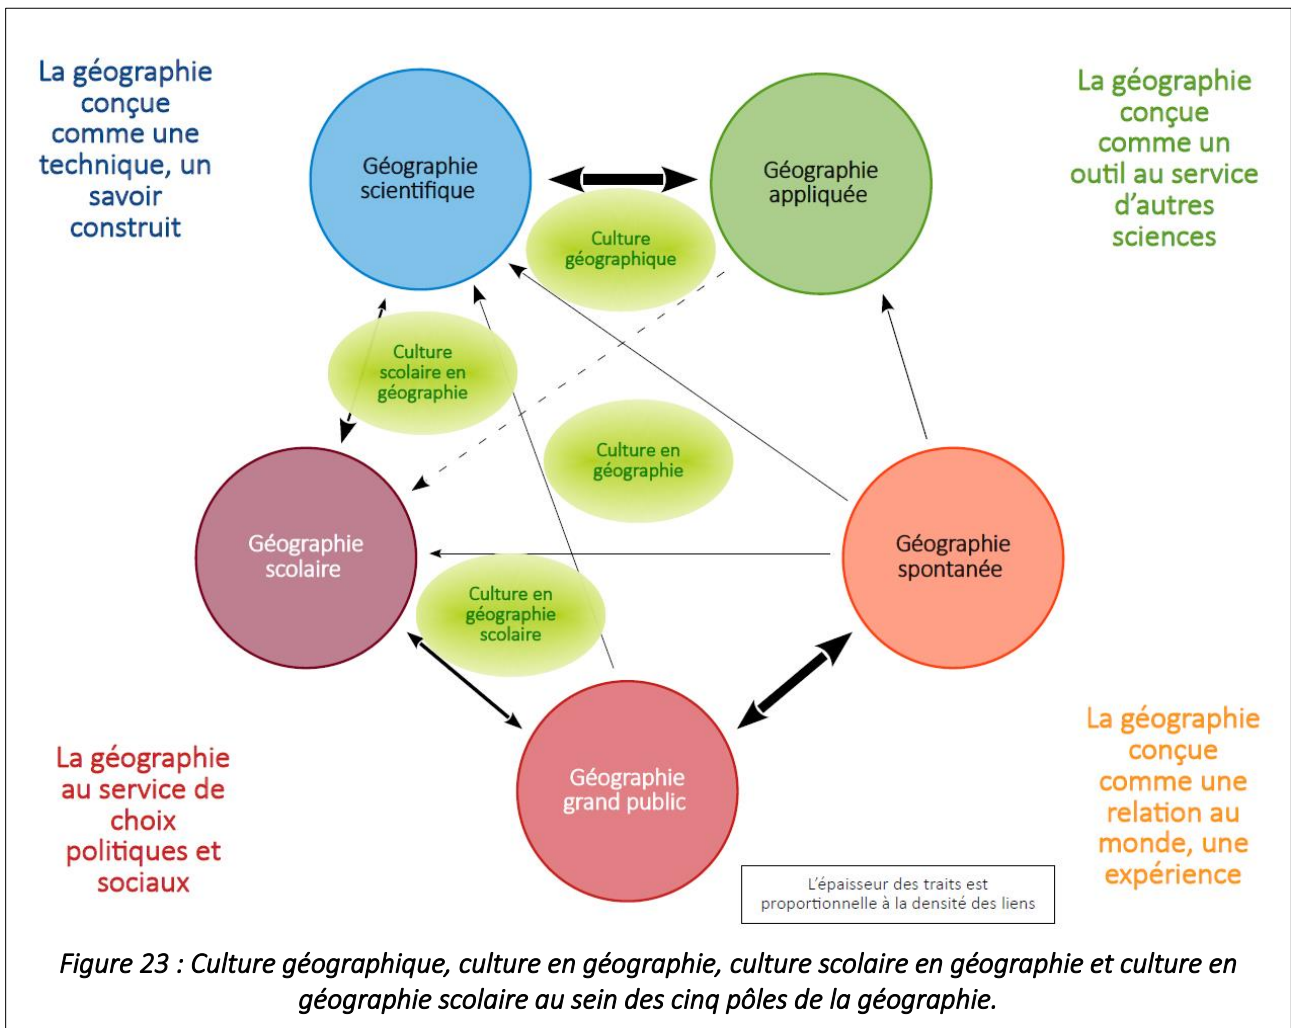 La géographie
conçue
comme une
technique, un
savoir
construit
Géographie
scientifique
Géographie
appliquée
La géographie
conçue
comme un
outil au service
d’autres
sciences
Culture
géographique
Culture
scolaire en
géographie
Culture en
géographie
Géographie
scolaire
Géographie
spontanée
Culture en
géographie
scolaire
La géographie
au service de
choix
politiques et
sociaux
Géographie
grand public
La géographie
conçue
comme une
relation au
monde, une
expérience
L’épaisseur des traits est
proportionnelle à la densité des liens
Figure 23 : Culture géographique, culture en géographie, culture scolaire en géographie et culture en
géographie scolaire au sein des cinq pôles de la géographie.